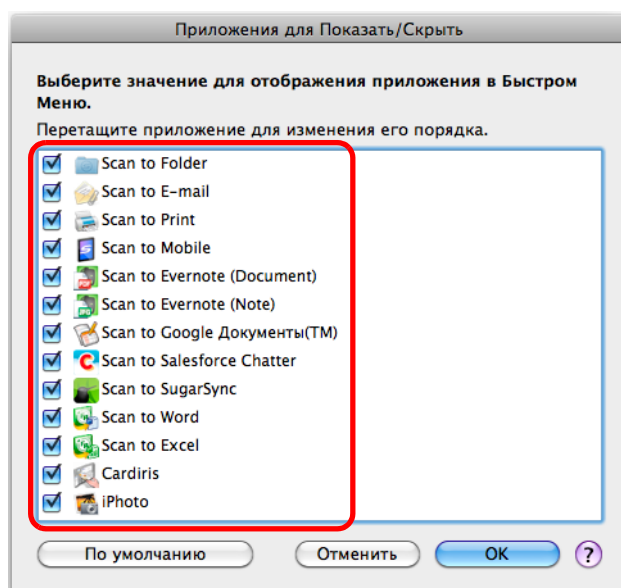 Приложения для Показать/Скрыть
Выберите значение для отображения приложения в Быстром
Меню.
Перетащите приложение для изменения его порядка.
Scan to Folder
Scan to E-mail
Scan to Print
Scan to Mobile
Scan to Evernote (Document)
Scan to Evernote (Note)
Scan to Google Документы(TM)
Scan to Salesforce Chatter
Scan to SugarSync
Scan to Word
Scan to Excel
Cardiris
iPhoto
По умолчанию Отменить OK ?